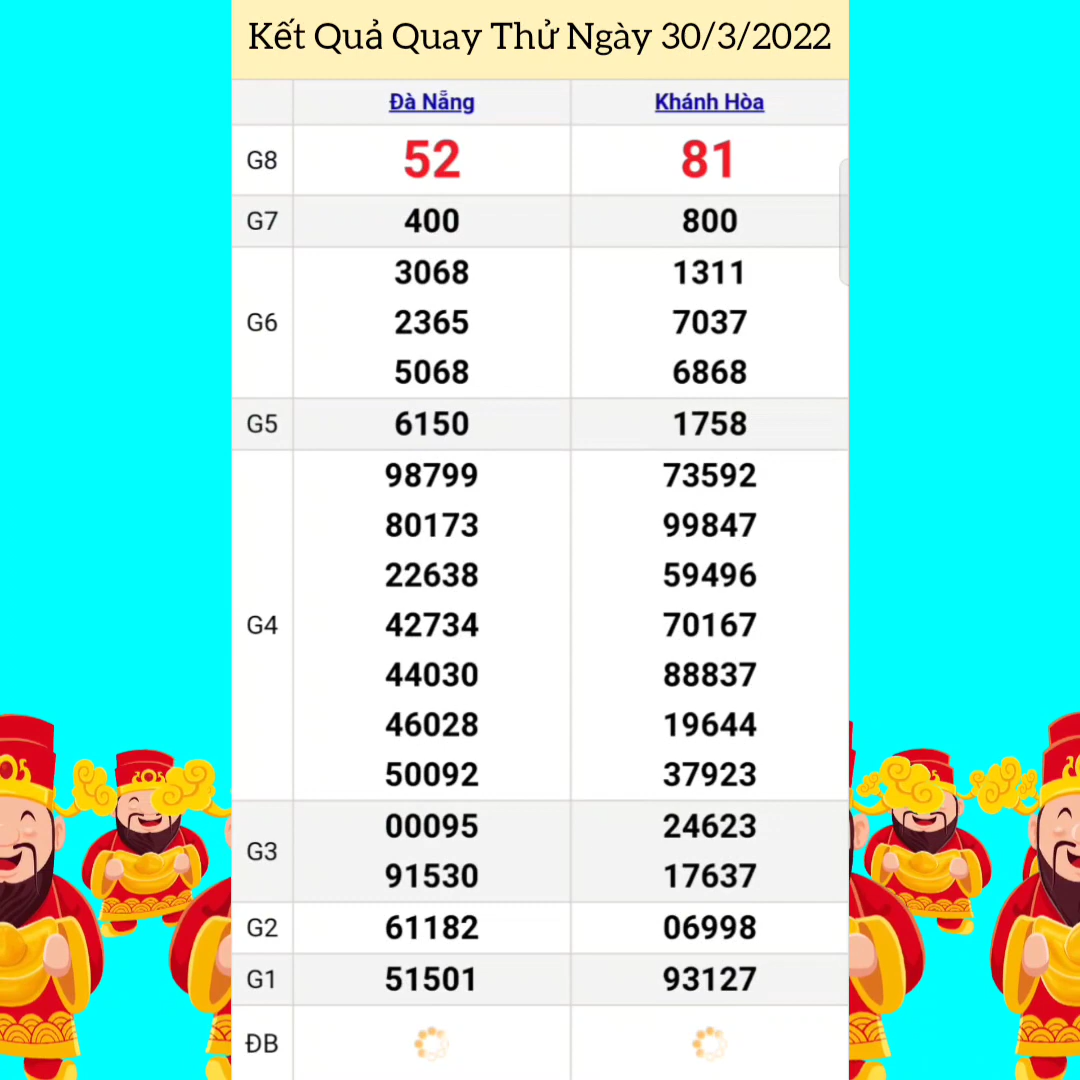 Kết Quả Quay Thử Ngày 30/3/2022
Đà Nẵng Khánh Hòa
G8 52 81
G7 400 800
3068 1311
G6 2365 7037
5068 6868
G5 6150 1758
98799 73592
80173 99847
22638 59496
G4 42734 70167
44030 88837
46028 19644
50092 37923
G3
00095 24623
91530 17637
G2 61182 06998
G1 51501 93127
ĐB